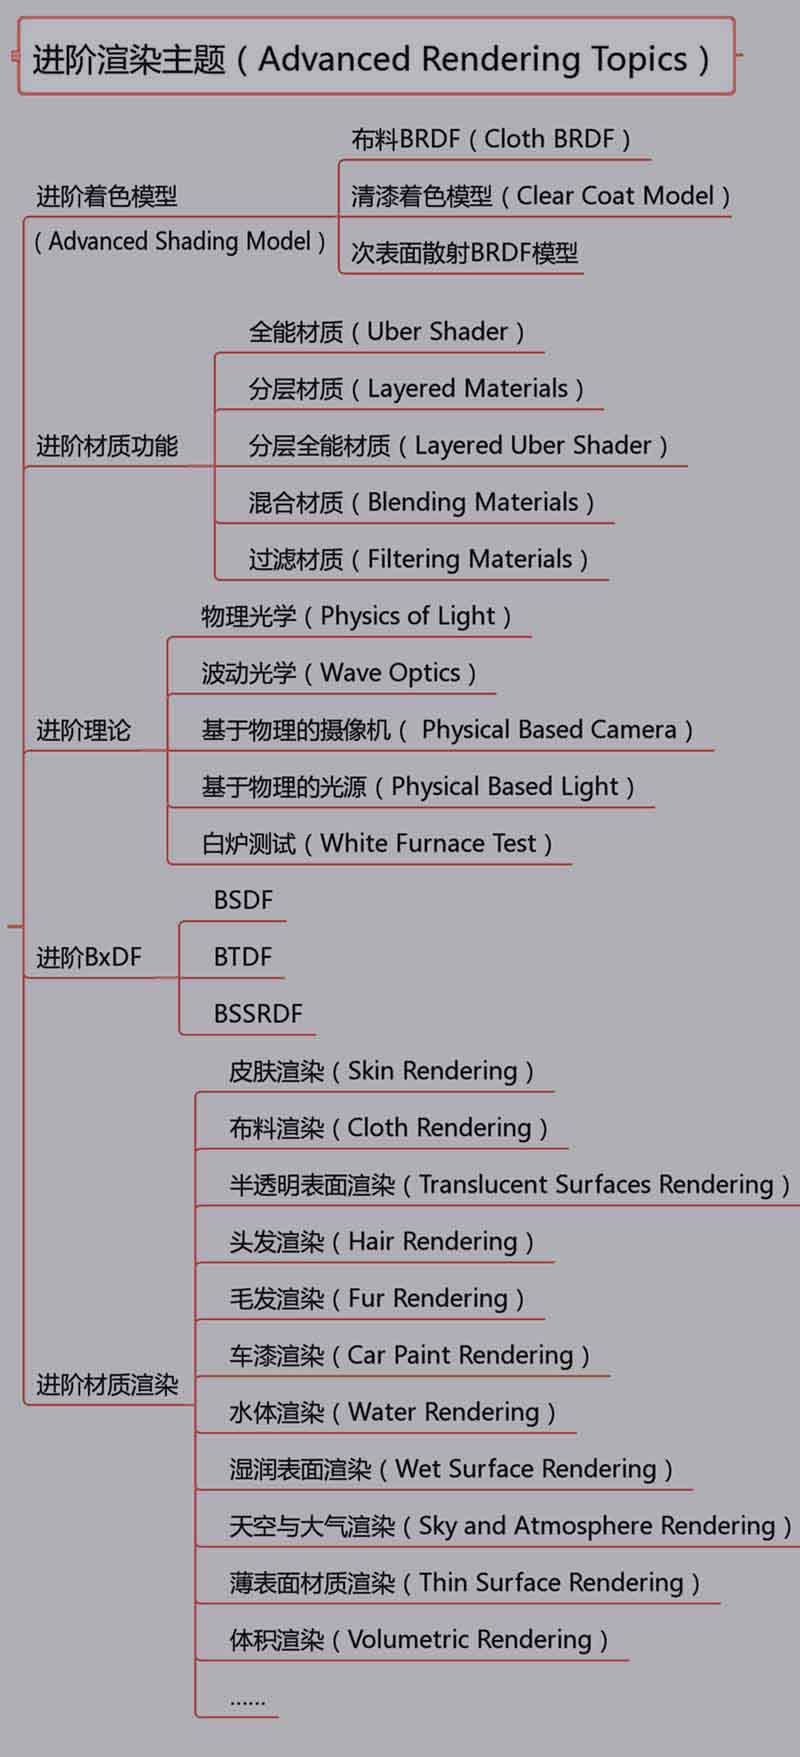 进阶渲染主题（Advanced Rendering Topics）
布料BRDF（Cloth BRDF）
进阶着色模型
（Advanced Shading Model）
清漆着色模型（Clear Coat Model）
次表面散射BRDF模型
全能材质（Uber Shader）
分层材质（Layered Materials）
进阶材质功能
分层全能材质（Layered Uber Shader）
混合材质（Blending Materials）
过滤材质（Filtering Materials）
物理光学（Physics of Light）
波动光学（Wave Optics）
进阶理论
基于物理的摄像机（ Physical Based Camera）
基于物理的光源（Physical Based Light）
白炉测试（White Furnace Test）
BSDF
进阶BxDF
BTDF
BSSRDF
皮肤渲染（Skin Rendering）
布料渲染（Cloth Rendering）
半透明表面渲染（Translucent Surfaces Rendering）
头发渲染（Hair Rendering）
毛发渲染（Fur Rendering）
车漆渲染（Car Paint Rendering）
进阶材质渲染
水体渲染（Water Rendering）
湿润表面渲染（Wet Surface Rendering）
天空与大气渲染（Sky and Atmosphere Rendering）
薄表面材质渲染（Thin Surface Rendering）
体积渲染（Volumetric Rendering）
......